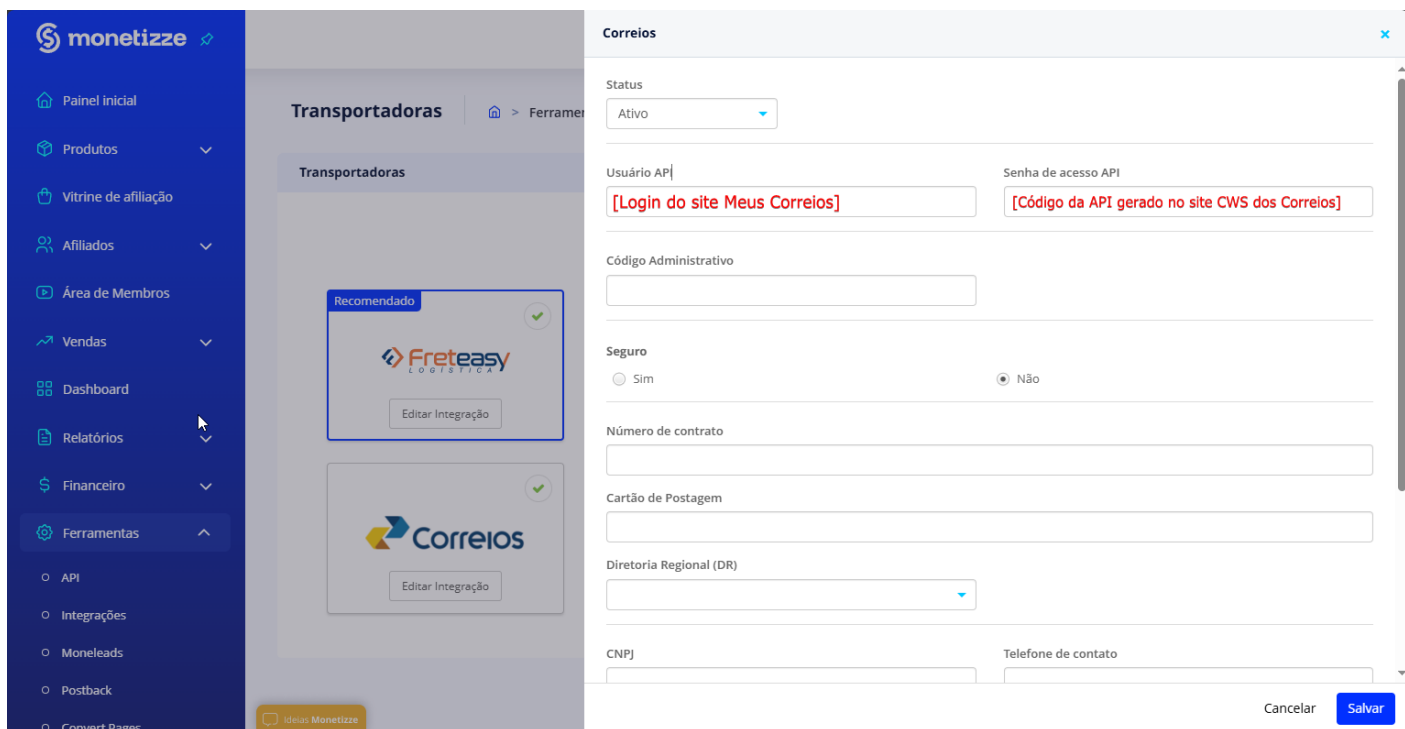 monetizze
Painel inicial
Produtos
Vitrine de afiliação
Afiliados
Área de Membros
Vendas
Dashboard
Relatórios
Financeiro
Ferramentas
API
Integrações
Moneleads
Postback
Convert Pages
Transportadoras
> Ferramen
Transportadoras
Recomendado
Freteasy
LOGÍSTICA
Editar Integração
Correios
Editar Integração
Ideias Monetizze
Correios
×
Status
Ativo
Usuário API
[Login do site Meus Correios]
Senha de acesso API
[Código da API gerado no site CWS dos Correios]
Código Administrativo
Seguro
Sim
Não
Número de contrato
Cartão de Postagem
Diretoria Regional (DR)
CNPJ
Telefone de contato
Cancelar
Salvar